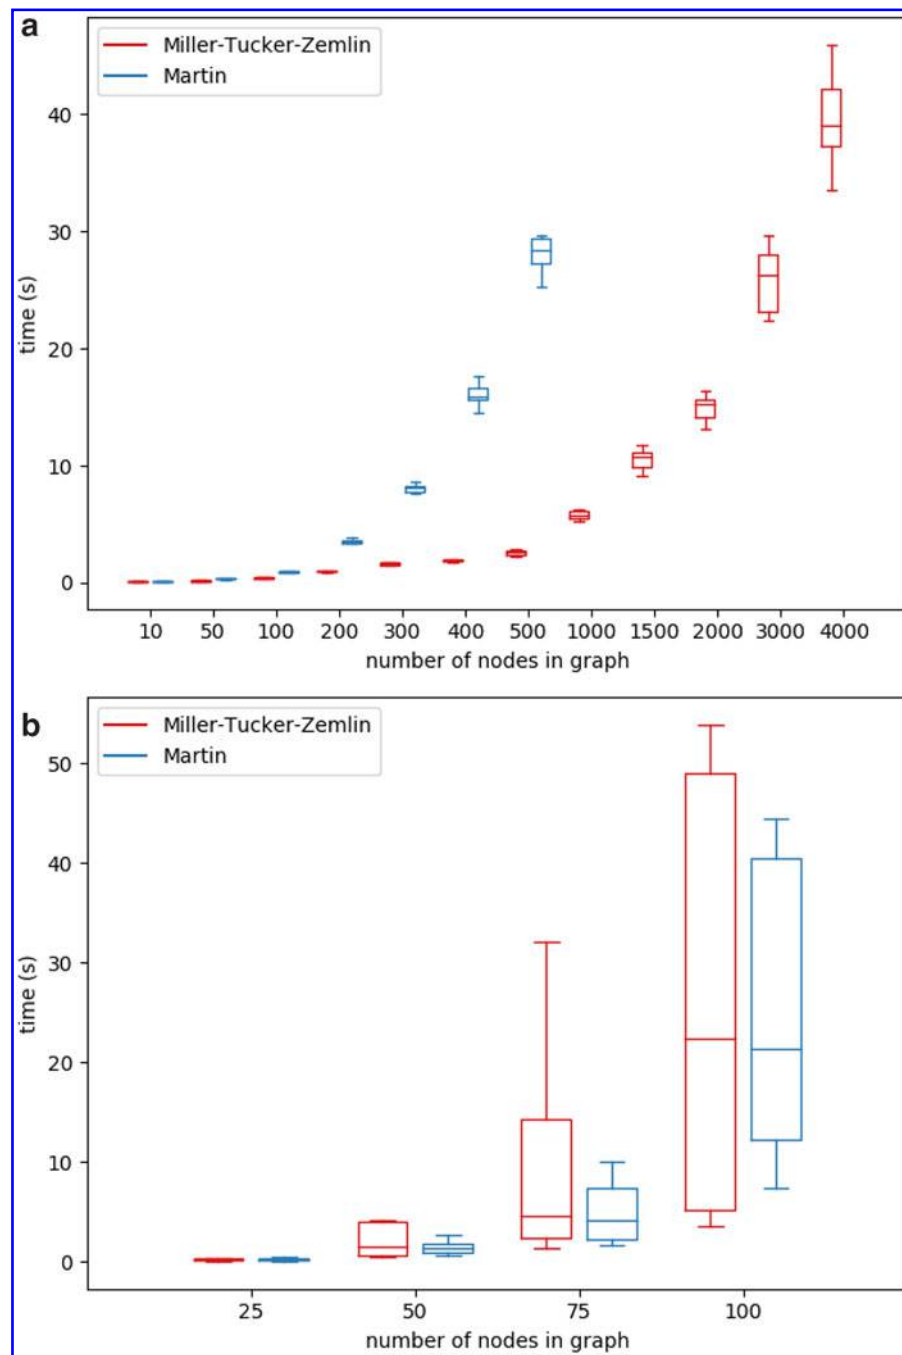 a
Miller-Tucker-Zemlin
Martin
40
30
20
10
0
time (s)
10 50 100 200 300 400 500 1000 1500 2000 3000 4000
number of nodes in graph
b
Miller-Tucker-Zemlin
Martin
50
40
30
20
10
0
time (s)
25 50 75 100
number of nodes in graph